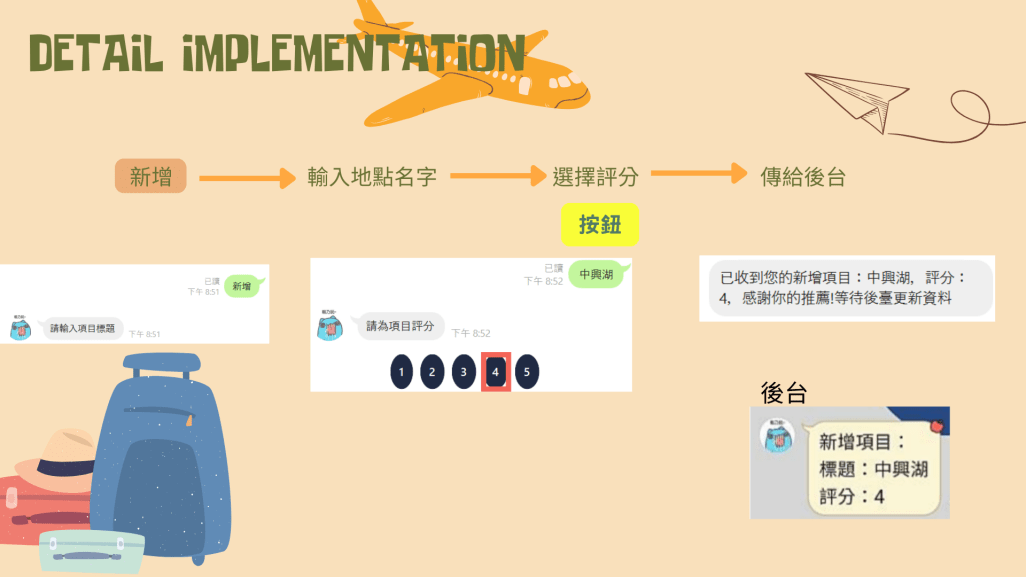 DETAIL IMPLEMENTATION
新增
輸入地點名字
選擇評分
傳給後台
按鈕
已讀
下午 8:51
新增
請輸入項目標題
下午 8:51
已讀
下午 8:52
中興湖
請為項目評分
下午 8:52
1 2 3 4 5
已收到您的新增項目：中興湖，評分：
4，感謝你的推薦!等待後臺更新資料
後台
新增項目：
標題：中興湖
評分：4